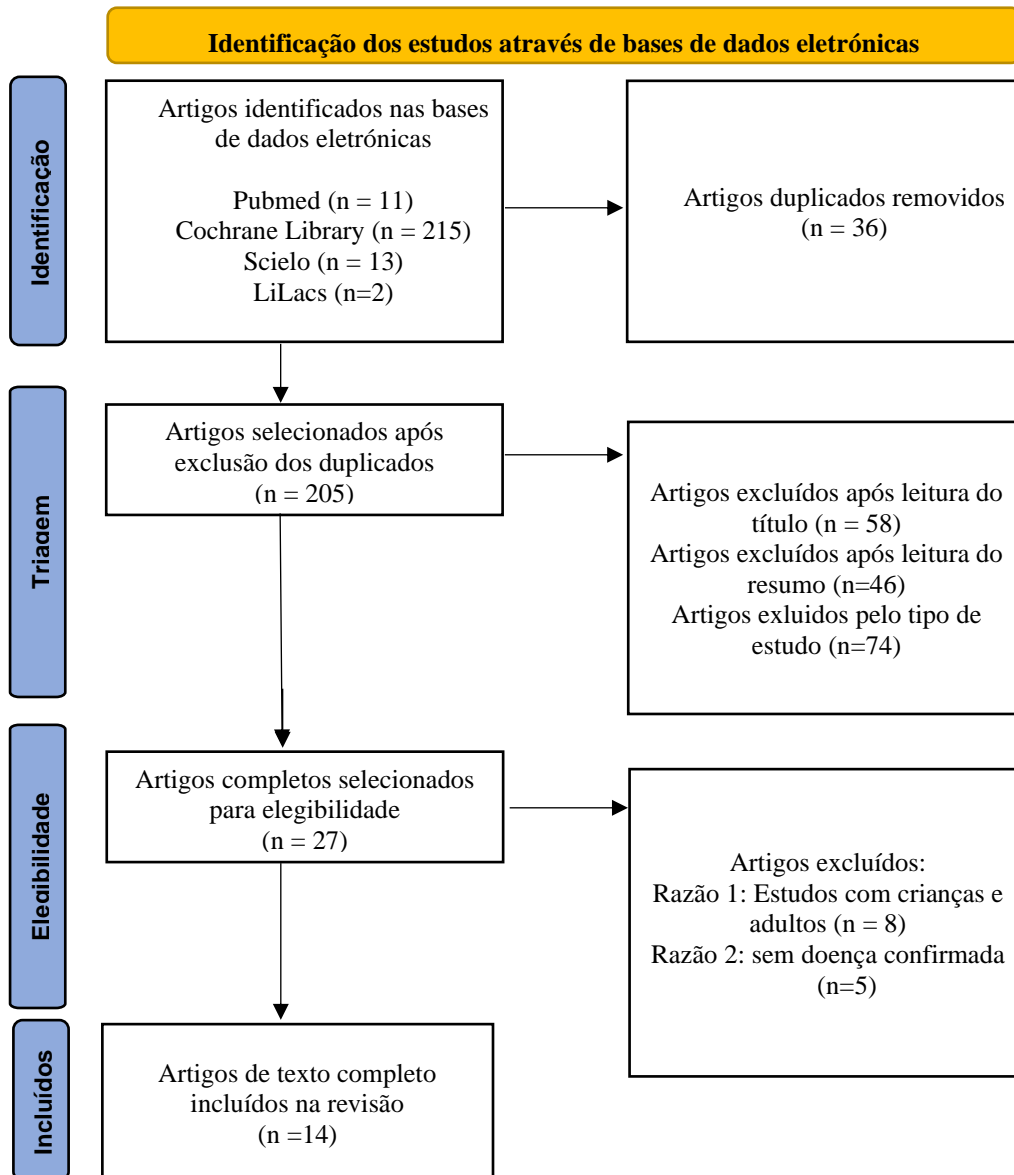 Identificação dos estudos através de bases de dados eletrónicas
Identificação
Artigos identificados nas bases
de dados eletrónicas
Pubmed (n = 11)
Cochrane Library (n = 215)
Scielo (n = 13)
LiLacs (n=2)
Artigos duplicados removidos
(n = 36)
Triagem
Artigos selecionados após
exclusão dos duplicados
(n = 205)
Artigos excluídos após leitura do
título (n = 58)
Artigos excluídos após leitura do
resumo (n=46)
Artigos exluidos pelo tipo de
estudo (n=74)
Elegibilidade
Artigos completos selecionados
para elegibilidade
(n = 27)
Artigos excluídos:
Razão 1: Estudos com crianças e
adultos (n = 8)
Razão 2: sem doença confirmada
(n=5)
Incluídos
Artigos de texto completo
incluídos na revisão
(n =14)